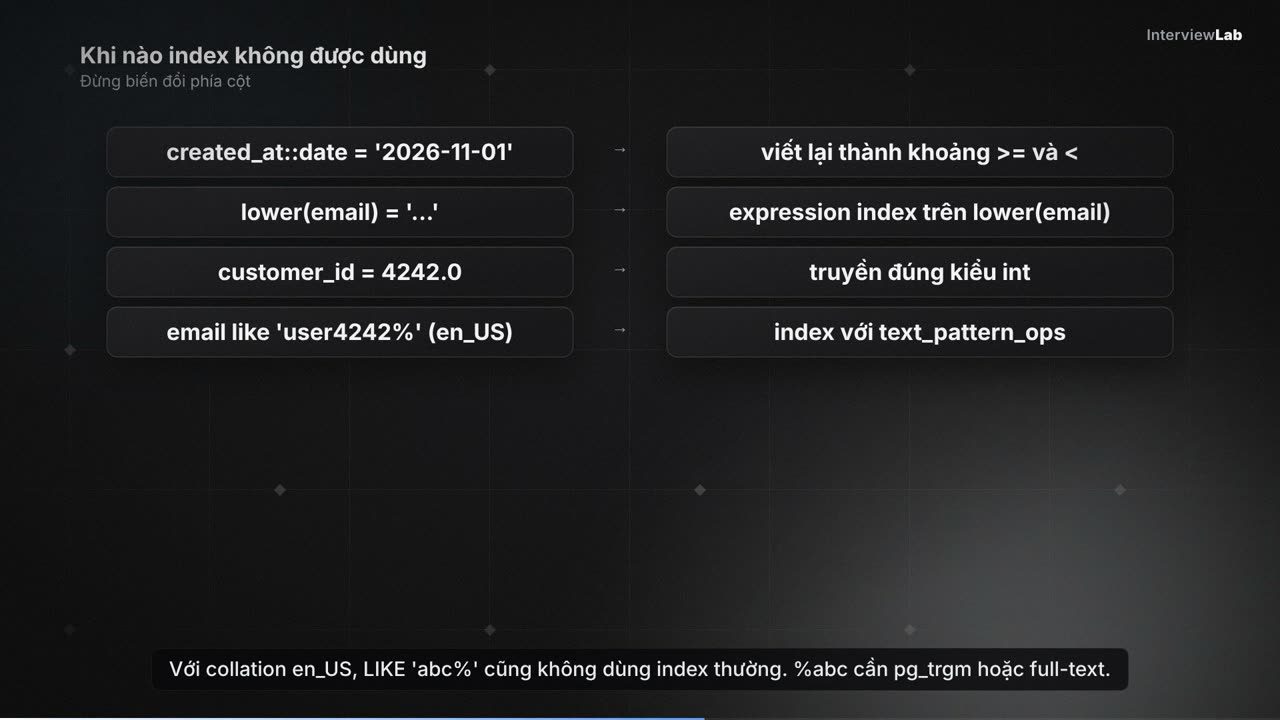 InterviewLab
Khi nào index không được dùng
Đừng biến đổi phía cột
created_at::date = '2026-11-01' → viết lại thành khoảng >= và <
lower(email) = '...' → expression index trên lower(email)
customer_id = 4242.0 → truyền đúng kiểu int
email like 'user4242%' (en_US) → index với text_pattern_ops
Với collation en_US, LIKE 'abc%' cũng không dùng index thường. %abc cần pg_trgm hoặc full-text.